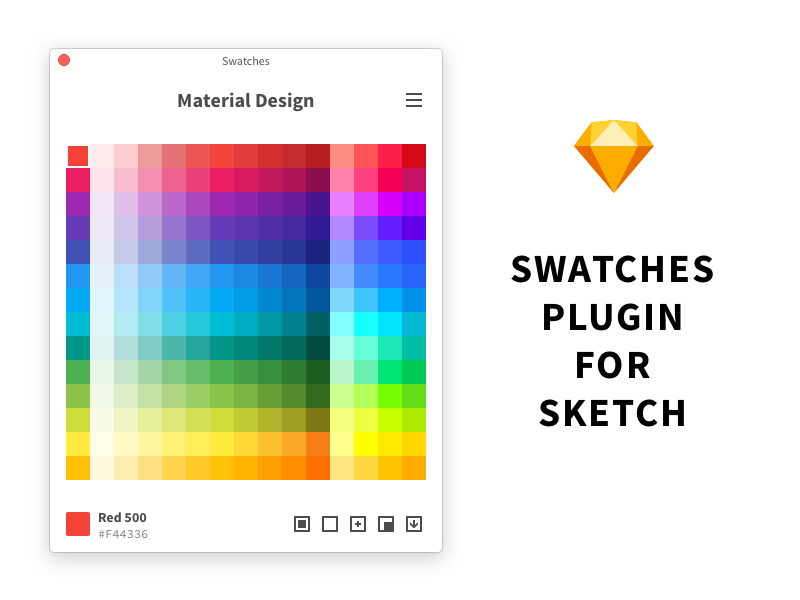 Swatches
Material Design
Red 500
#F44336
SWATCHES
PLUGIN
FOR
SKETCH